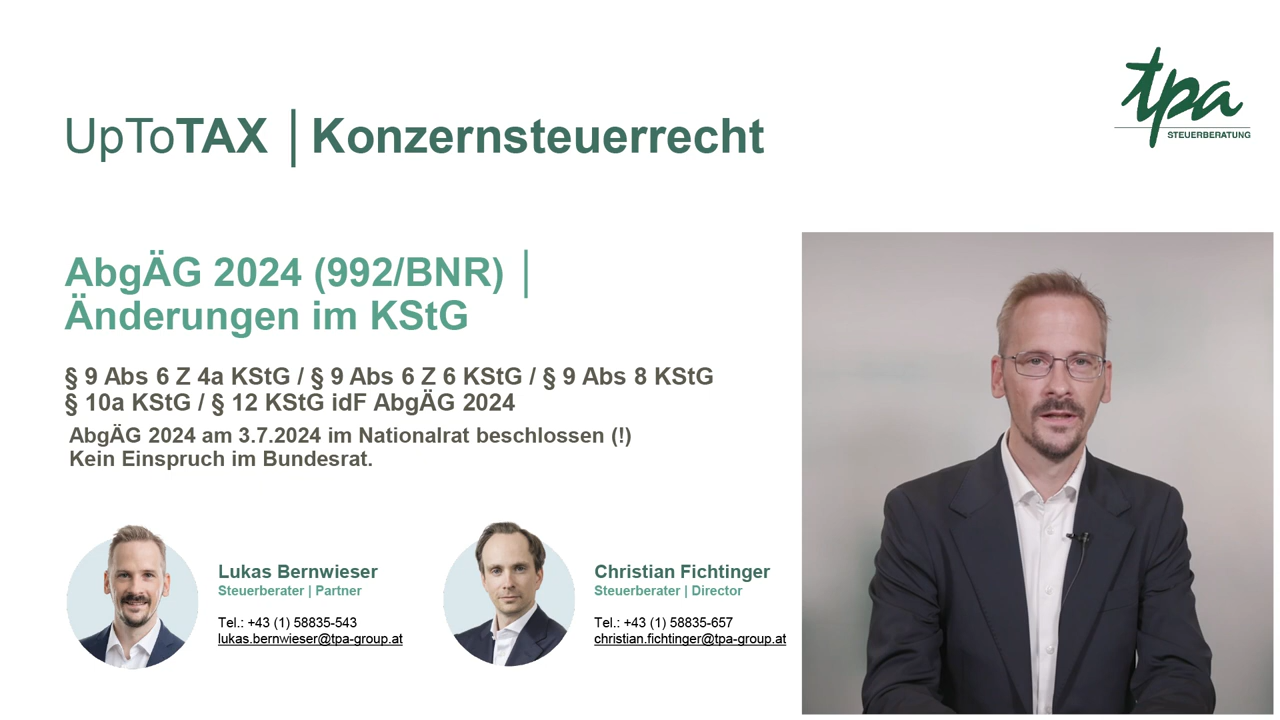 tpa
STEUERBERATUNG
UpToTAX | Konzernsteuerrecht
AbgÄG 2024 (992/BNR) |
Änderungen im KStG
§ 9 Abs 6 Z 4a KStG / § 9 Abs 6 Z 6 KStG / § 9 Abs 8 KStG
§ 10a KStG / § 12 KStG idF AbgÄG 2024
AbgÄG 2024 am 3.7.2024 im Nationalrat beschlossen (!)
Kein Einspruch im Bundesrat.
Lukas Bernwieser
Steuerberater | Partner
Tel.: +43 (1) 58835-543
lukas.bernwieser@tpa-group.at
Christian Fichtinger
Steuerberater | Director
Tel.: +43 (1) 58835-657
christian.fichtinger@tpa-group.at